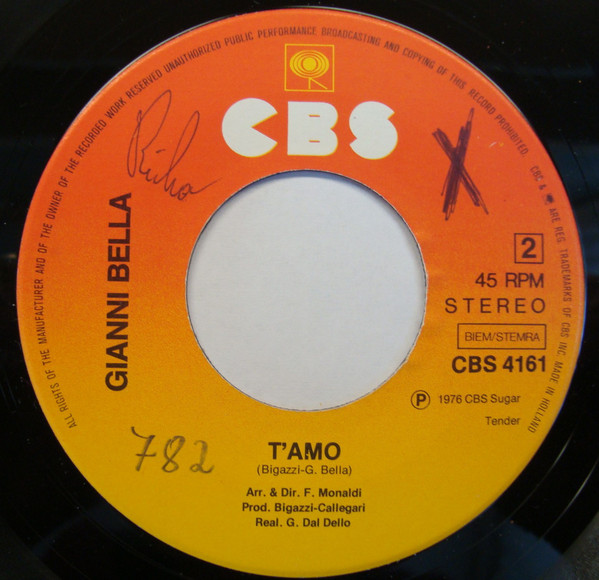 ALL RIGHTS OF THE MANUFACTURER AND OF THE OWNER OF THE RECORDED WORK RESERVED UNAUTHORIZED PUBLIC PERFORMANCE BROADCASTING AND COPYING OF THIS RECORD PROHIBITED. CBC & ARE REG. TRADEMARKS OF CBS INC. MADE IN HOLLAND
CBS
X
GIANNI BELLA
2
45 RPM
STEREO
BIEM/STEMRA
CBS 4161
℗ 1976 CBS Sugar
Tender
782
T'AMO
(Bigazzi-G. Bella)
Arr. & Dir. F. Monaldi
Prod. Bigazzi-Callegari
Real. G. Dal Dello